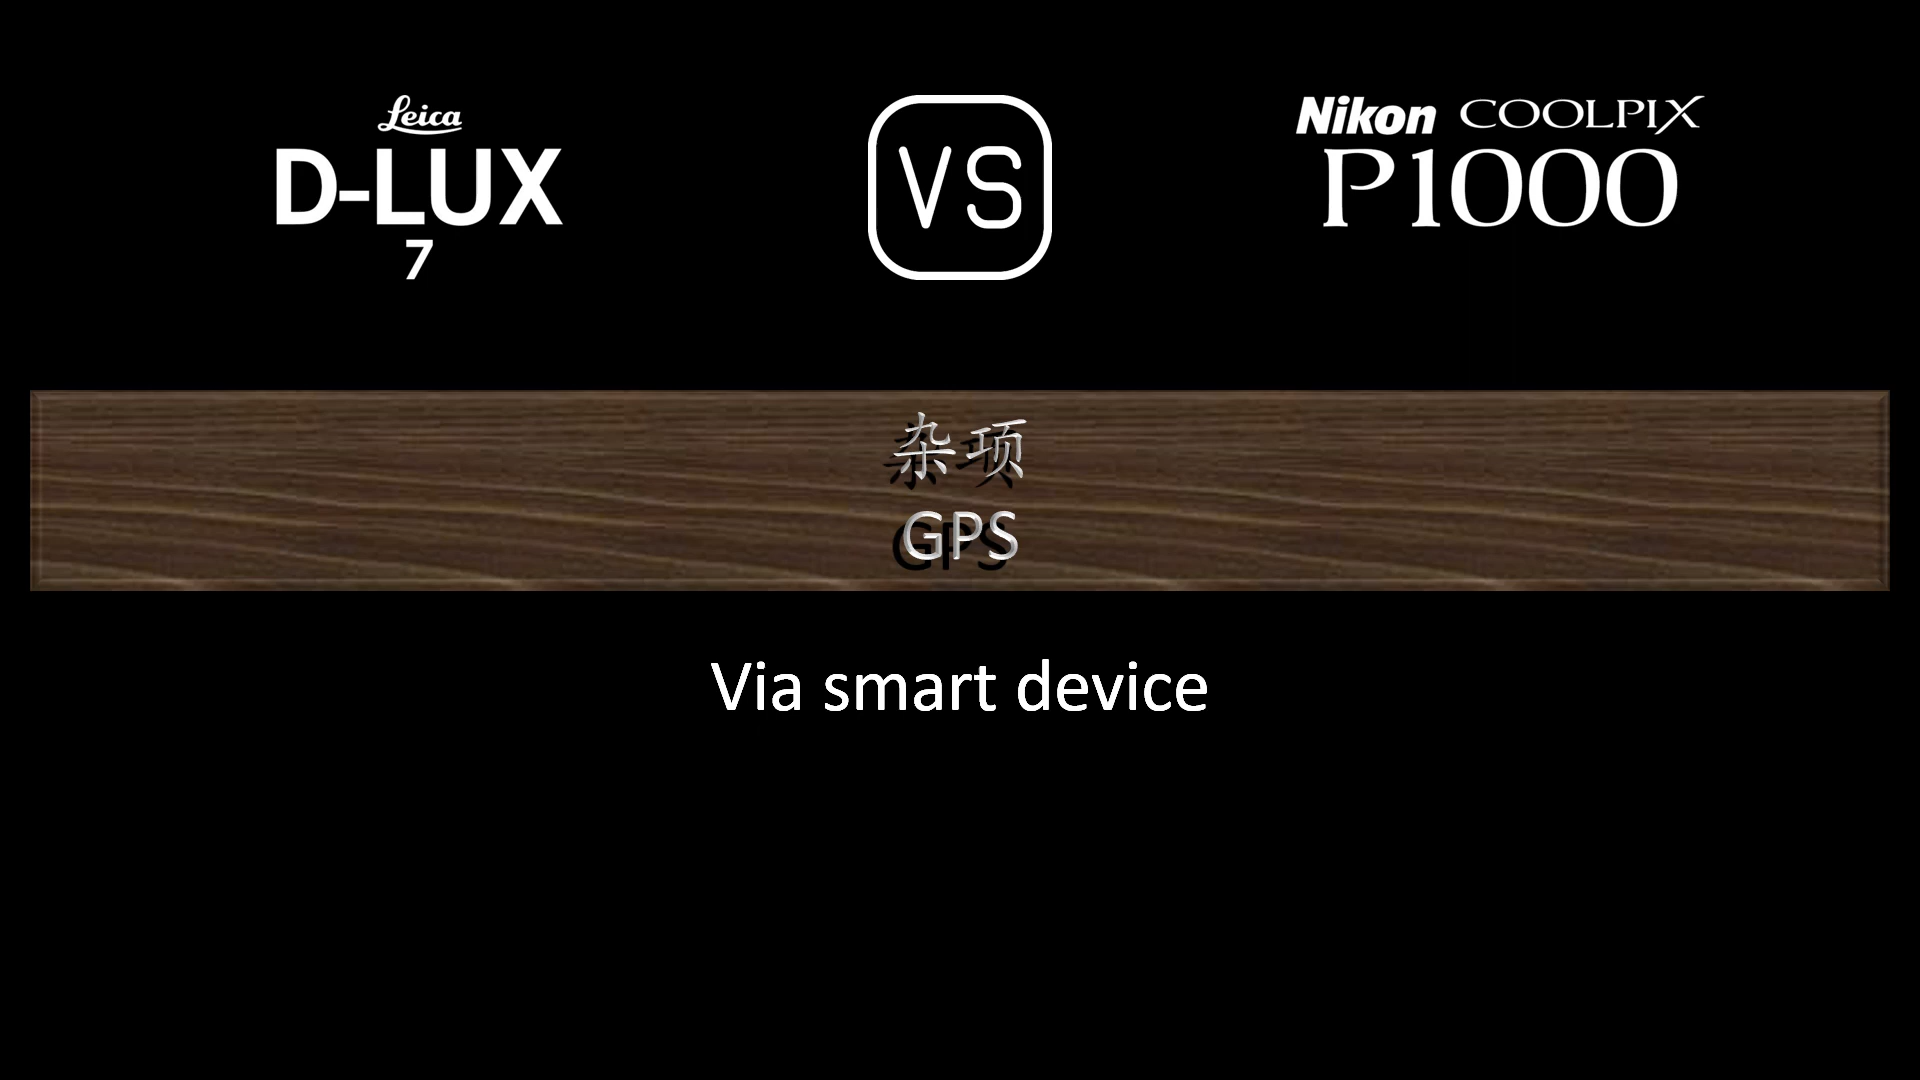 Leica
D-LUX
7
VS
Nikon COOLPIX
P1000
杂项
GPS
Via smart device